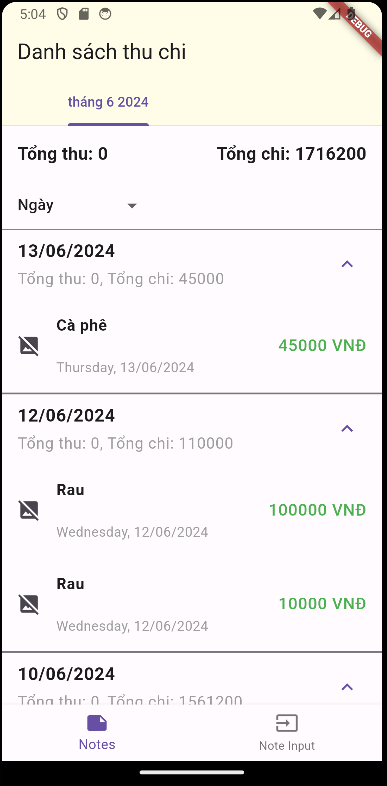 5:04
DEBUG
Danh sách thu chi
tháng 6 2024
Tổng thu: 0 Tổng chi: 1716200
Ngày
13/06/2024
Tổng thu: 0, Tổng chi: 45000
Cà phê
45000 VNĐ
Thursday, 13/06/2024
12/06/2024
Tổng thu: 0, Tổng chi: 110000
Rau
100000 VNĐ
Wednesday, 12/06/2024
Rau
10000 VNĐ
Wednesday, 12/06/2024
10/06/2024
Tổng thu: 0, Tổng chi: 1561200
Notes Note Input